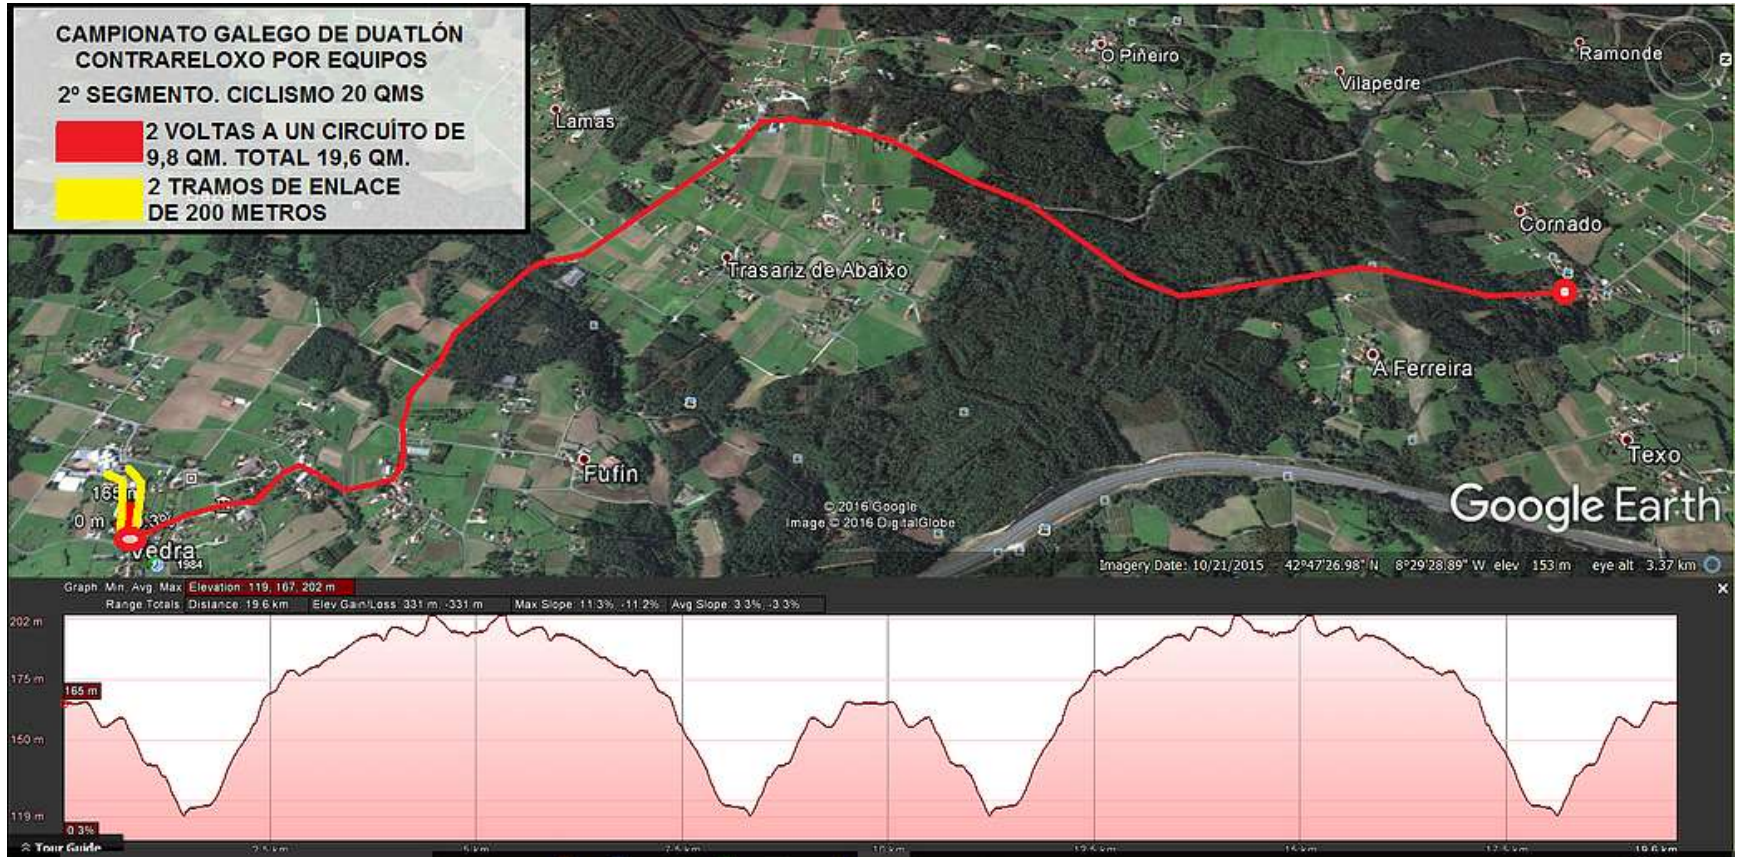 CAMPIONATO GALEGO DE DUATLÓN
CONTRARELOXO POR EQUIPOS
2º SEGMENTO. CICLISMO 20 QMS
2 VOLTAS A UN CIRCUÍTO DE
9,8 QM. TOTAL 19,6 QM.
2 TRAMOS DE ENLACE
DE 200 METROS
O Piñeiro
Ramonde
Vilapedre
Lamas
Cornado
Trasariz de Abaixo
A Ferreira
Texo
Fufín
165 m
0 m
.3%
Vedra
1984
N
© 2016 Google
Image © 2016 DigitalGlobe
Google Earth
Imagery Date: 10/21/2015 42°47'26.98" N 8°29'28.89" W elev 153 m eye alt 3.37 km
Graph: Min, Avg, Max Elevation: 119, 167, 202 m
Range Totals: Distance: 19.6 km Elev Gain/Loss: 331 m, -331 m Max Slope: 11.3%, -11.2% Avg Slope: 3.3%, -3.3%
202 m
175 m
165 m
150 m
119 m
0.3%
Tour Guide
2.5 km 5 km 7.5 km 10 km 12.5 km 15 km 17.5 km 19.6 km